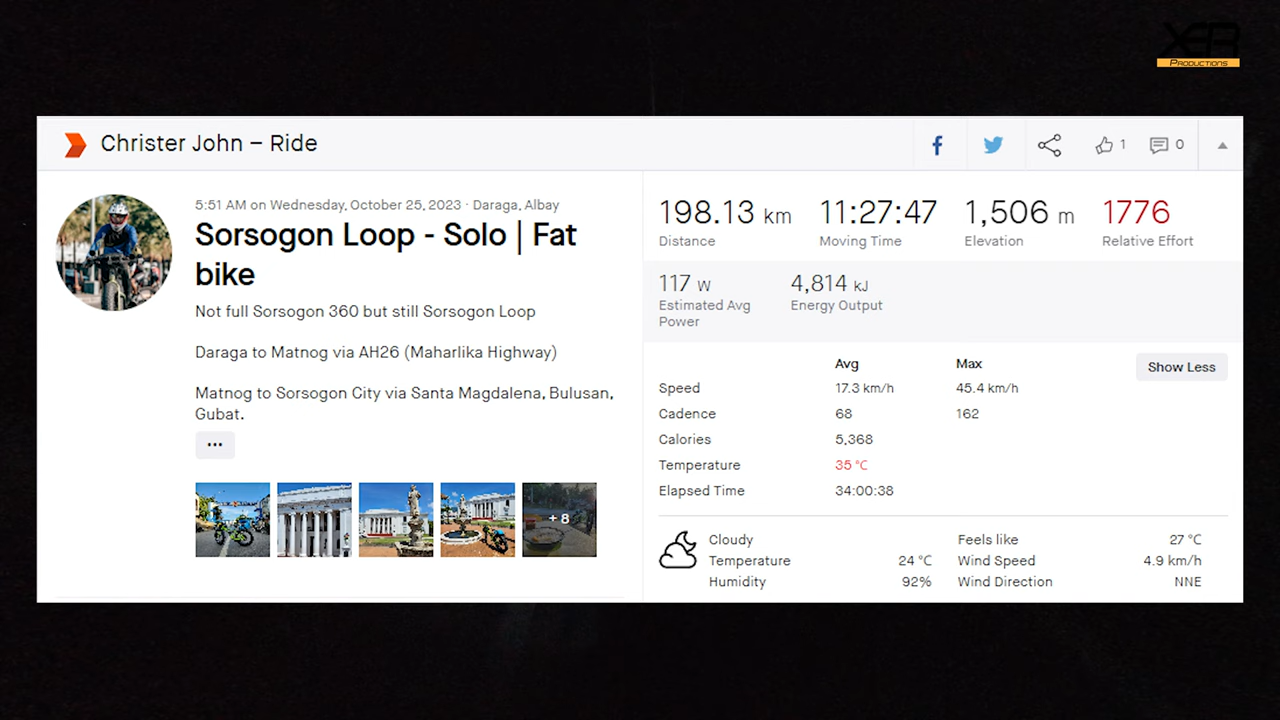 XER
Productions
Christer John – Ride
1
0
5:51 AM on Wednesday, October 25, 2023 · Daraga, Albay
Sorsogon Loop - Solo | Fat
bike
Not full Sorsogon 360 but still Sorsogon Loop
Daraga to Matnog via AH26 (Maharlika Highway)
Matnog to Sorsogon City via Santa Magdalena, Bulusan,
Gubat.
+ 8
198.13 km 11:27:47 1,506 m 1776
Distance Moving Time Elevation Relative Effort
117 W 4,814 kJ
Estimated Avg Energy Output
Power
Avg Max
Show Less
Speed 17.3 km/h 45.4 km/h
Cadence 68 162
Calories 5,368
Temperature 35 °C
Elapsed Time 34:00:38
Cloudy Feels like 27 °C
Temperature 24 °C Wind Speed 4.9 km/h
Humidity 92% Wind Direction NNE